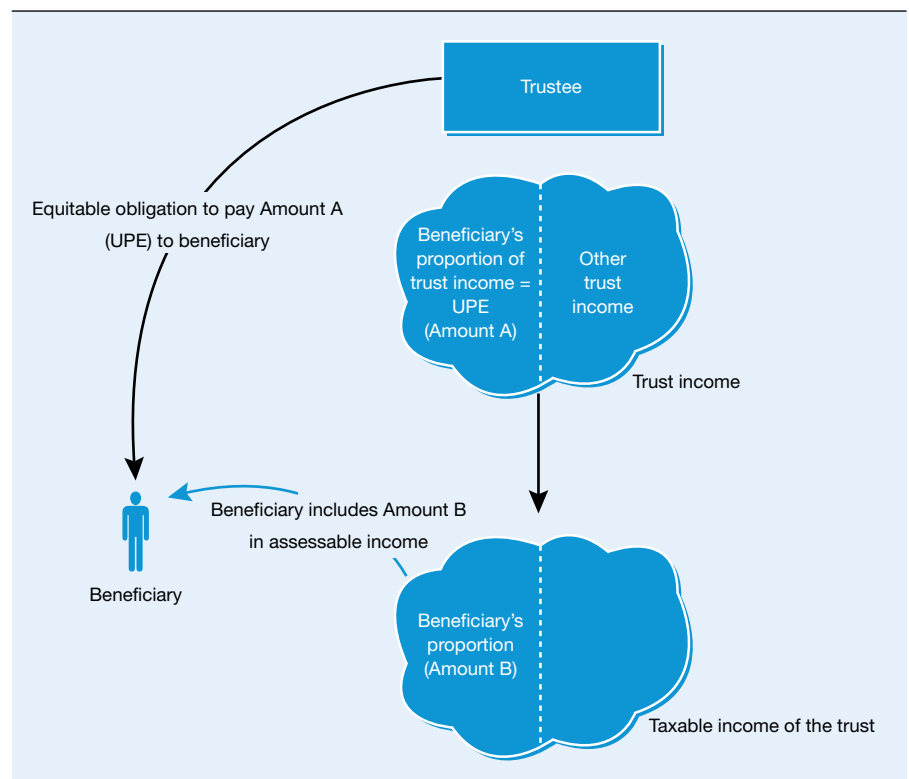 Trustee
Equitable obligation to pay Amount A
(UPE) to beneficiary
Beneficiary's
proportion of
trust income =
UPE
(Amount A)
Other
trust
income
Trust income
Beneficiary includes Amount B
in assessable income
Beneficiary
Beneficiary's
proportion
(Amount B)
Taxable income of the trust